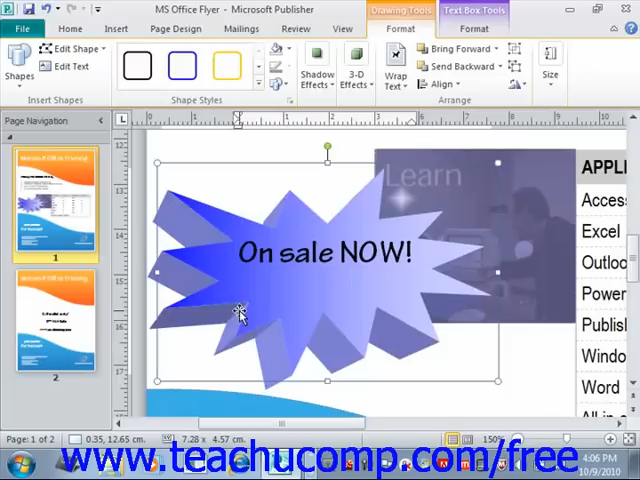 MS Office Flyer - Microsoft Publisher
Drawing Tools
Text Box Tools
File
Home
Insert
Page Design
Mailings
Review
View
Format
Format
Shapes
Edit Shape
Edit Text
Insert Shapes
Shape Styles
Shadow Effects
3-D Effects
Wrap Text
Bring Forward
Send Backward
Align
Arrange
Size
Page Navigation
1
2
Learn
On sale NOW!
APPLI
Access
Excel
Outloo
Power
Publis
Windo
Word
Page: 1 of 2
0.35, 12.65 cm.
7.28 x 4.57 cm.
150%
www.teachucomp.com/free
4:06 PM
10/9/2010